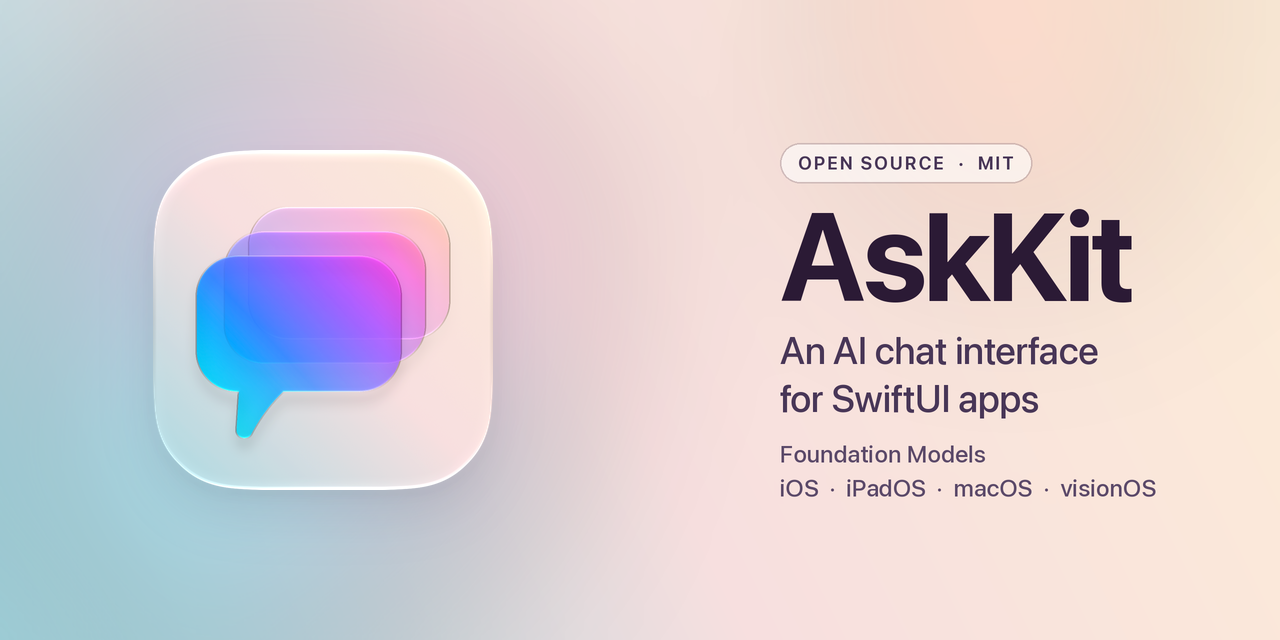 OPEN SOURCE · MIT
AskKit
An AI chat interface
for SwiftUI apps
Foundation Models
iOS · iPadOS · macOS · visionOS